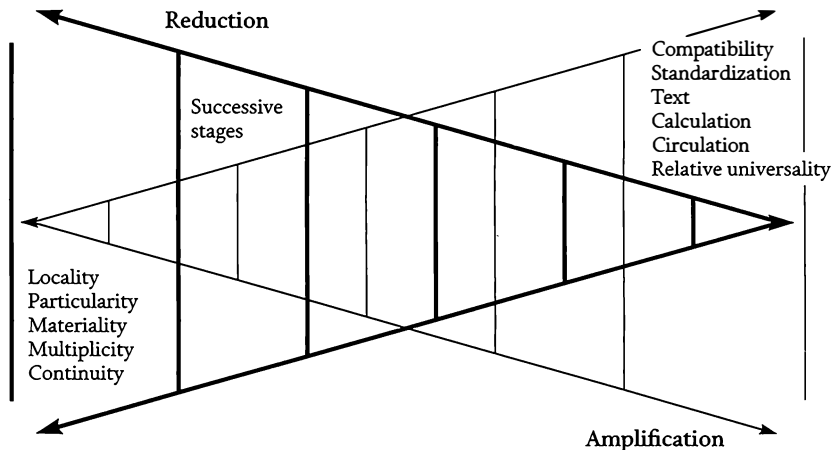 Reduction
Successive
stages
Compatibility
Standardization
Text
Calculation
Circulation
Relative universality
Locality
Particularity
Materiality
Multiplicity
Continuity
Amplification